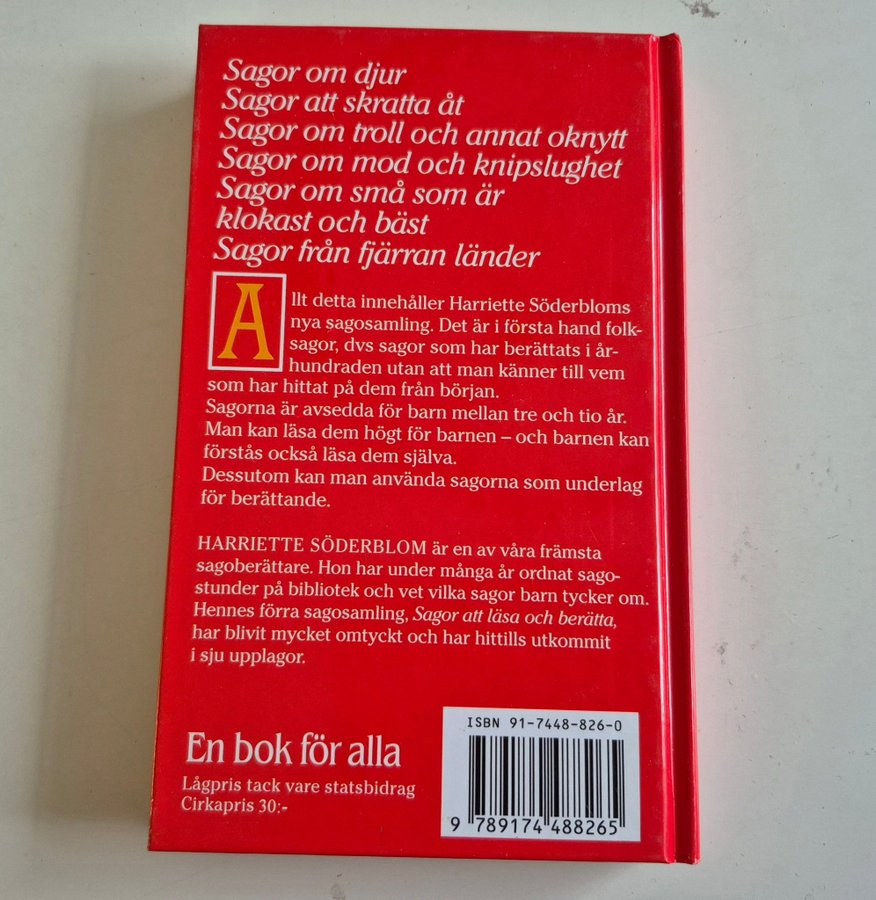 Sagor om djur
Sagor att skratta åt
Sagor om troll och annat oknytt
Sagor om mod och knipslughet
Sagor om små som är
klokast och bäst
Sagor från fjärran länder
Allt detta innehåller Harriette Söderbloms
nya sagosamling. Det är i första hand folk-
sagor, dvs sagor som har berättats i år-
hundraden utan att man känner till vem
som har hittat på dem från början.
Sagorna är avsedda för barn mellan tre och tio år.
Man kan läsa dem högt för barnen – och barnen kan
förstås också läsa dem själva.
Dessutom kan man använda sagorna som underlag
för berättande.
HARRIETTE SÖDERBLOM är en av våra främsta
sagoberättare. Hon har under många år ordnat sago-
stunder på bibliotek och vet vilka sagor barn tycker om.
Hennes förra sagosamling, Sagor att läsa och berätta,
har blivit mycket omtyckt och har hittills utkommit
i sju upplagor.
En bok för alla
Lågpris tack vare statsbidrag
Cirkapris 30:-
ISBN 91-7448-826-0
9 789174 488265